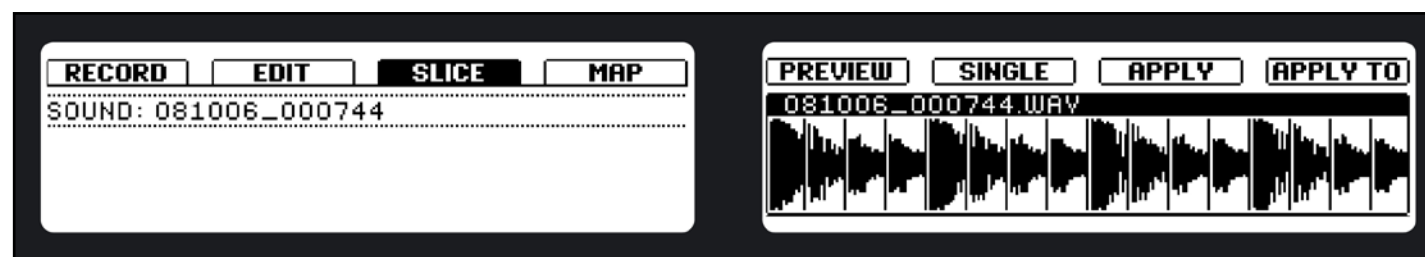 RECORD EDIT SLICE MAP
SOUND: 081006_000744
PREVIEW SINGLE APPLY APPLY TO
081006_000744.WAV